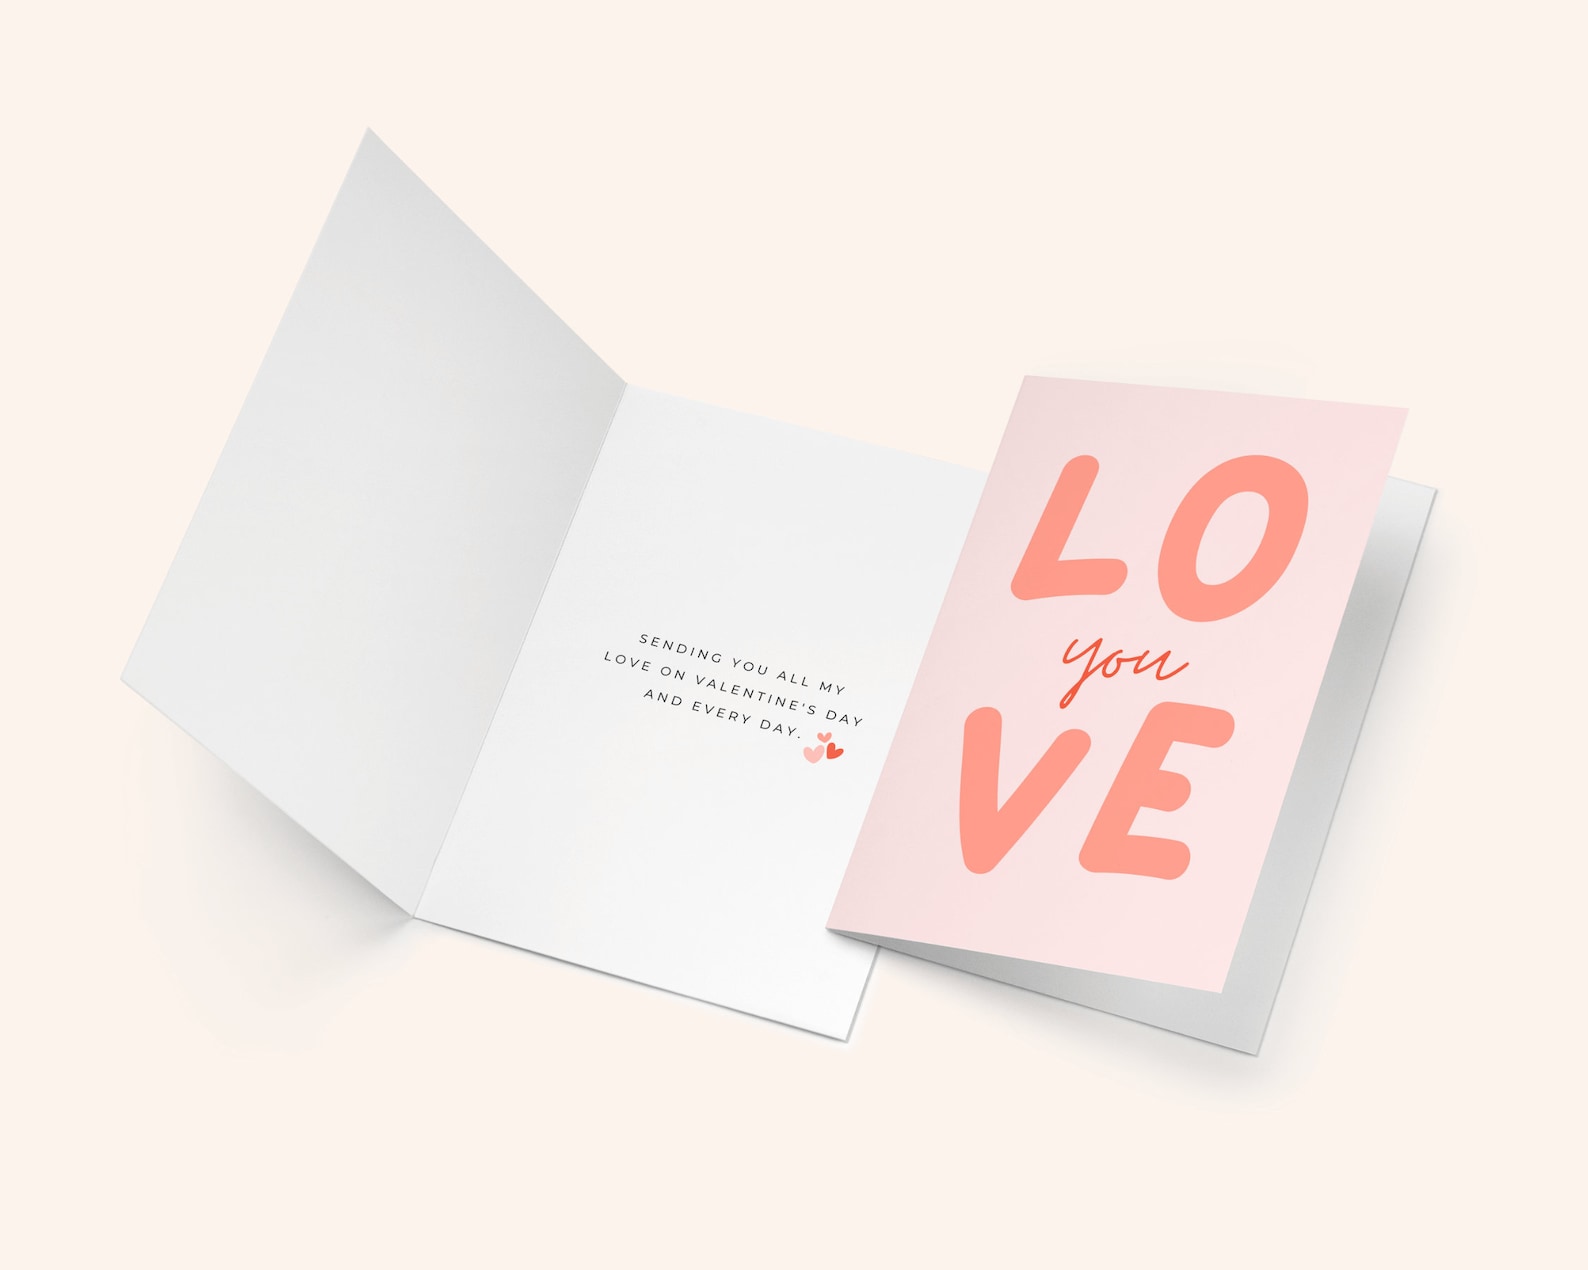 SENDING YOU ALL MY
LOVE ON VALENTINE'S DAY
AND EVERY DAY.
LO
you
VE